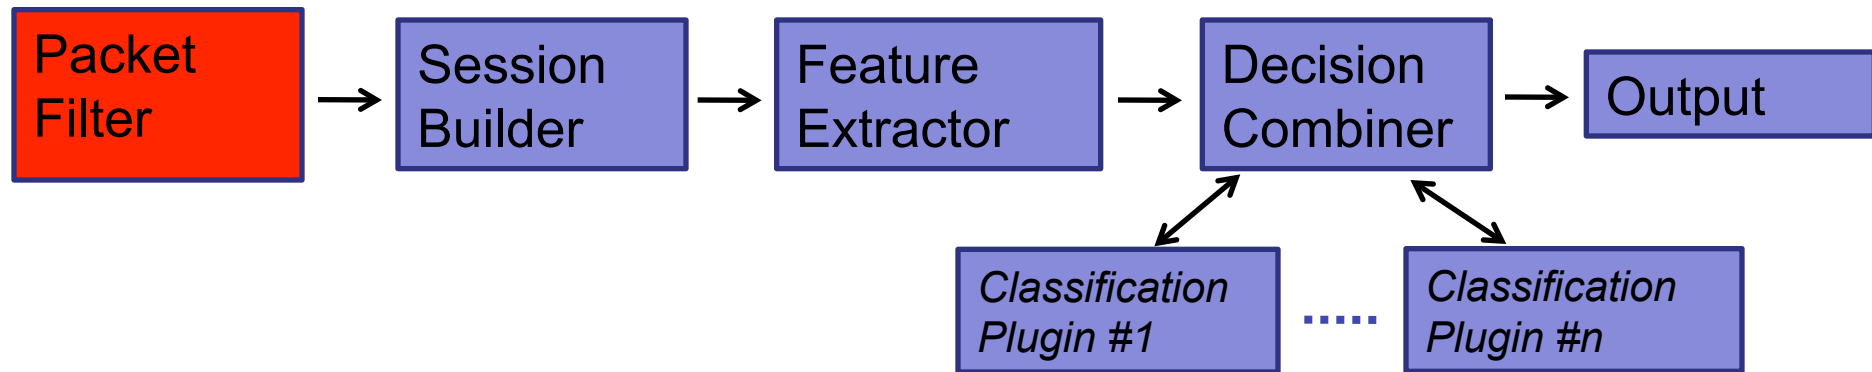 Packet
Filter
Session
Builder
Feature
Extractor
Decision
Combiner
Output
Classification
Plugin #1
......
Classification
Plugin #n